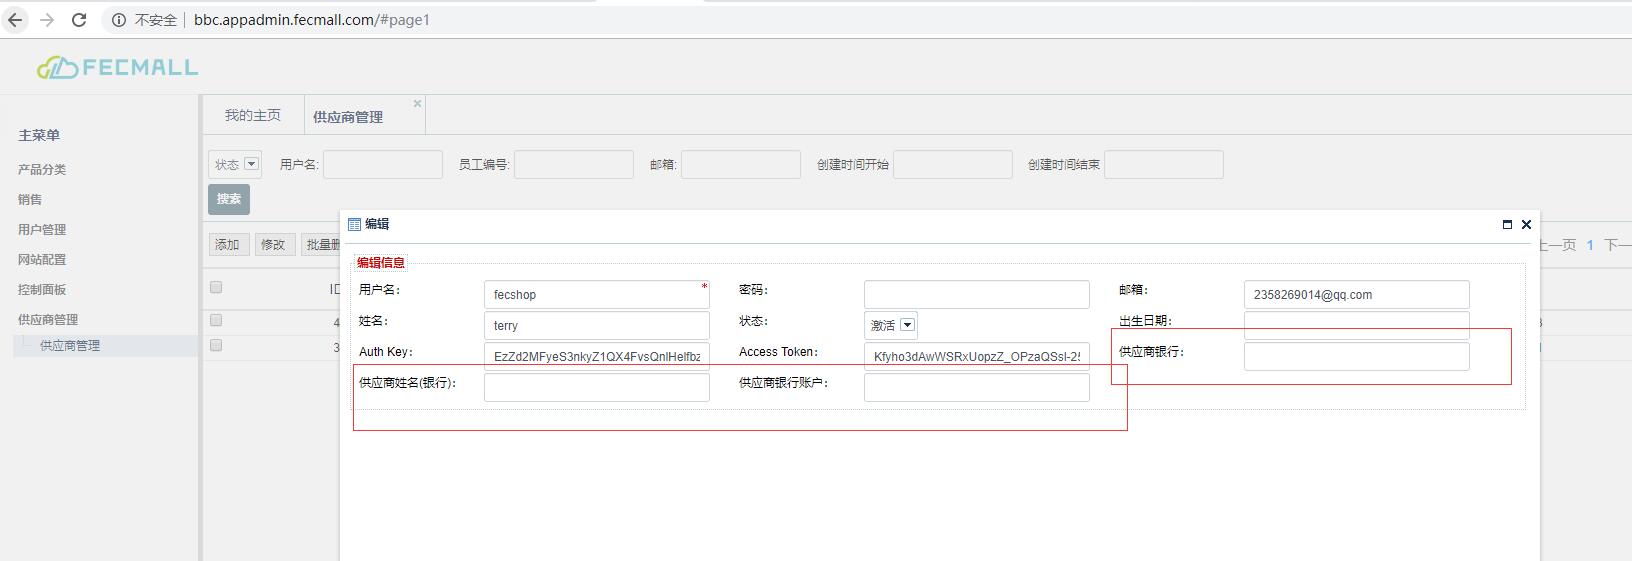 不安全 | bbc.appadmin.fecmall.com/#page1
FECMALL
主菜单
产品分类
销售
用户管理
网站配置
控制面板
供应商管理
供应商管理
我的主页 供应商管理
状态 用户名: 员工编号: 邮箱: 创建时间开始 创建时间结束
搜索
添加 修改 批量删
上一页 1 下一
ID
4
3
编辑
编辑信息
用户名: fecshop * 密码: 邮箱: 2358269014@qq.com
姓名: terry 状态: 激活 出生日期:
Auth Key: Access Token: 供应商银行:
供应商姓名(银行): 供应商银行账户: